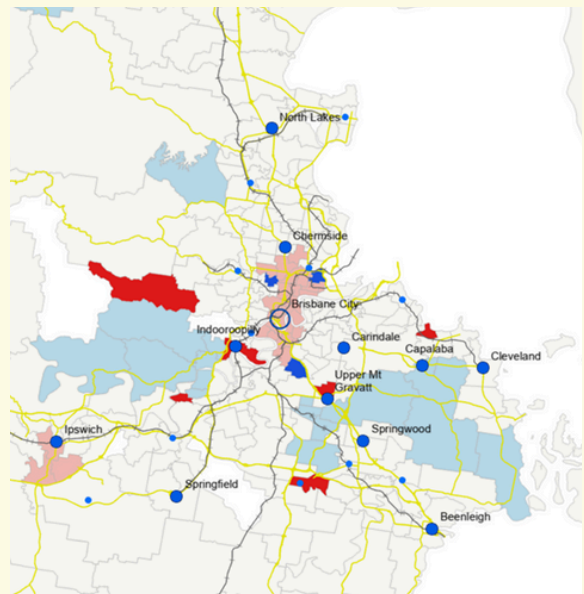 North Lakes
Chermside
Brisbane City
Indooroopilly
Carindale
Capalaba
Cleveland
Upper Mt
Gravatt
Ipswich
Springwood
Springfield
Beenleigh